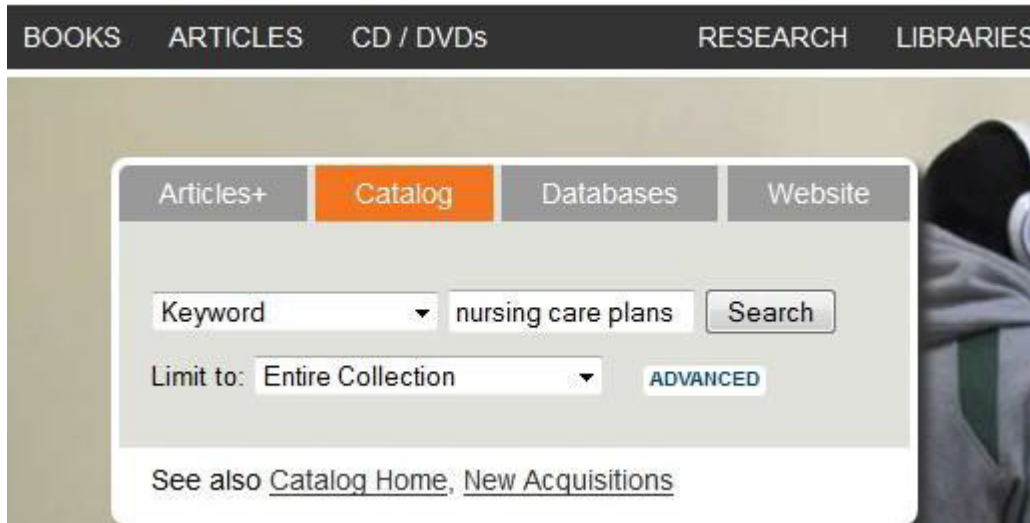 BOOKS ARTICLES CD / DVDs RESEARCH LIBRARIES
Articles+ Catalog Databases Website
Keyword nursing care plans Search
Limit to: Entire Collection ADVANCED
See also Catalog Home, New Acquisitions